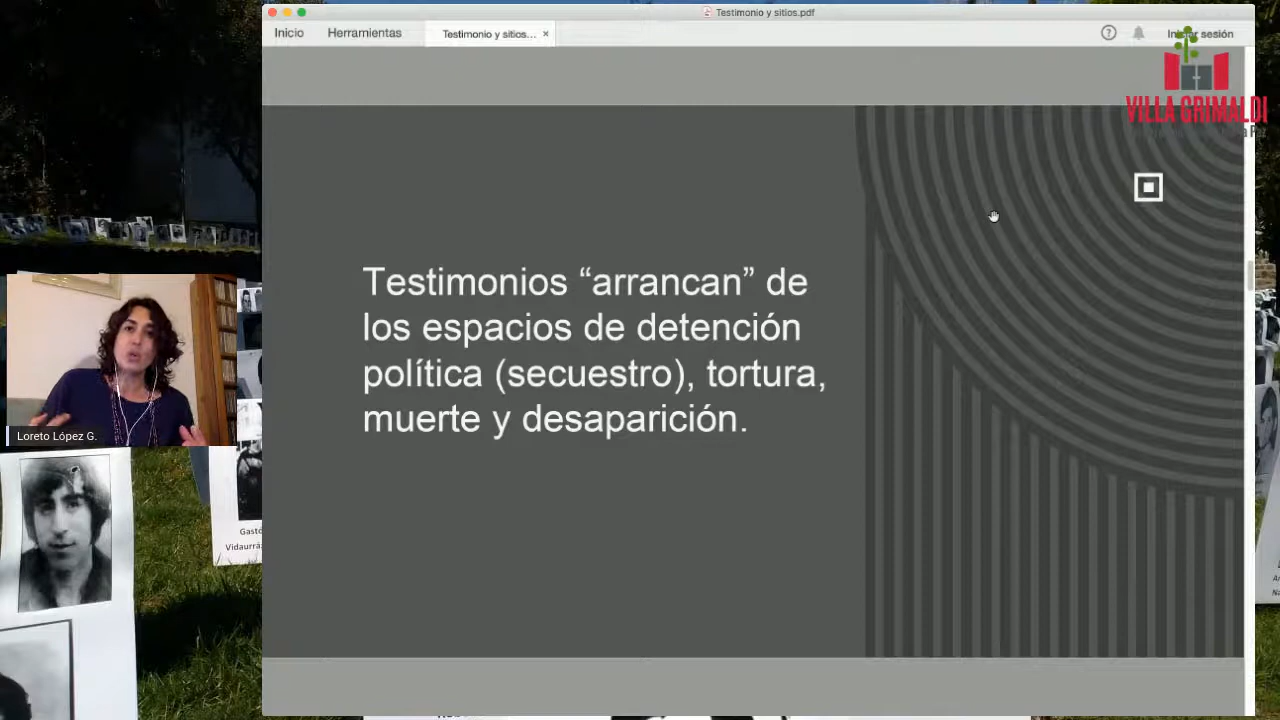 Testimonio y sitios.pdf
Inicio
Herramientas
Testimonio y sitios...
VILLA GRIMALDI
Testimonios “arrancan” de
los espacios de detención
política (secuestro), tortura,
muerte y desaparición.
Loreto López G.